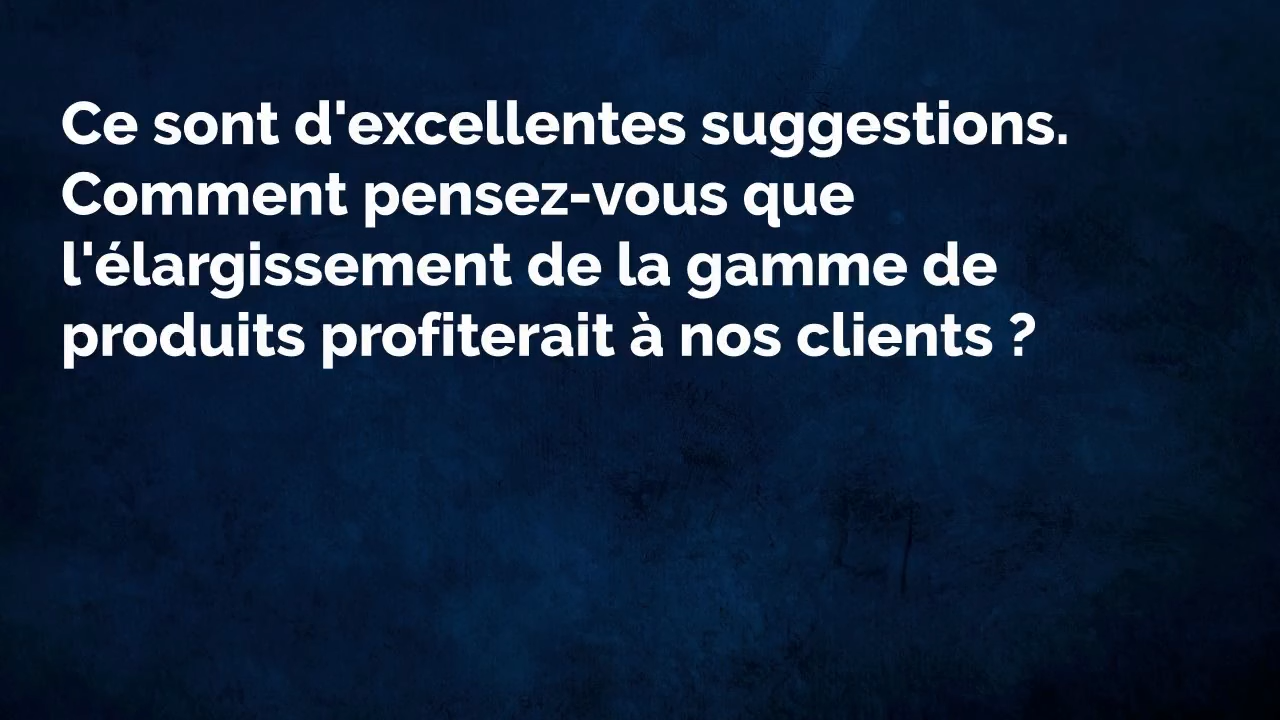 Ce sont d'excellentes suggestions.
Comment pensez-vous que
l'élargissement de la gamme de
produits profiterait à nos clients ?